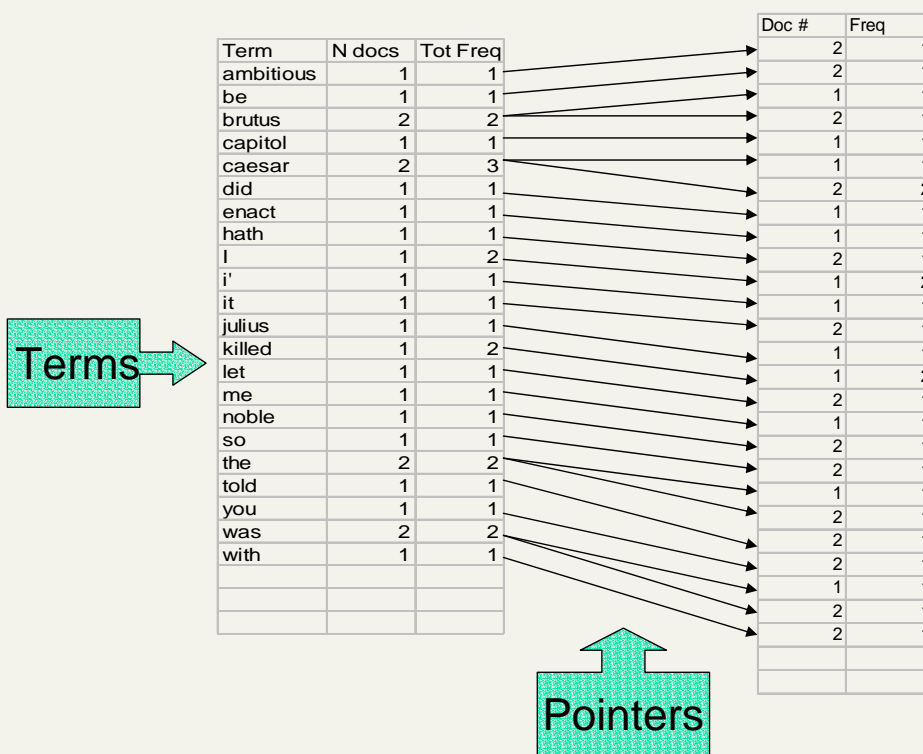 Term N docs Tot Freq
ambitious 1 1
be 1 1
brutus 2 2
capitol 1 1
caesar 2 3
did 1 1
enact 1 1
hath 1 1
I 1 2
i' 1 1
it 1 1
julius 1 1
killed 1 2
let 1 1
me 1 1
noble 1 1
so 1 1
the 2 2
told 1 1
you 1 1
was 2 2
with 1 1
Doc # Freq
2
2
1
2
1
1
2
1
1
2
1
1
2
1
1
2
1
2
2
1
2
2
2
1
2
2
Terms
Pointers